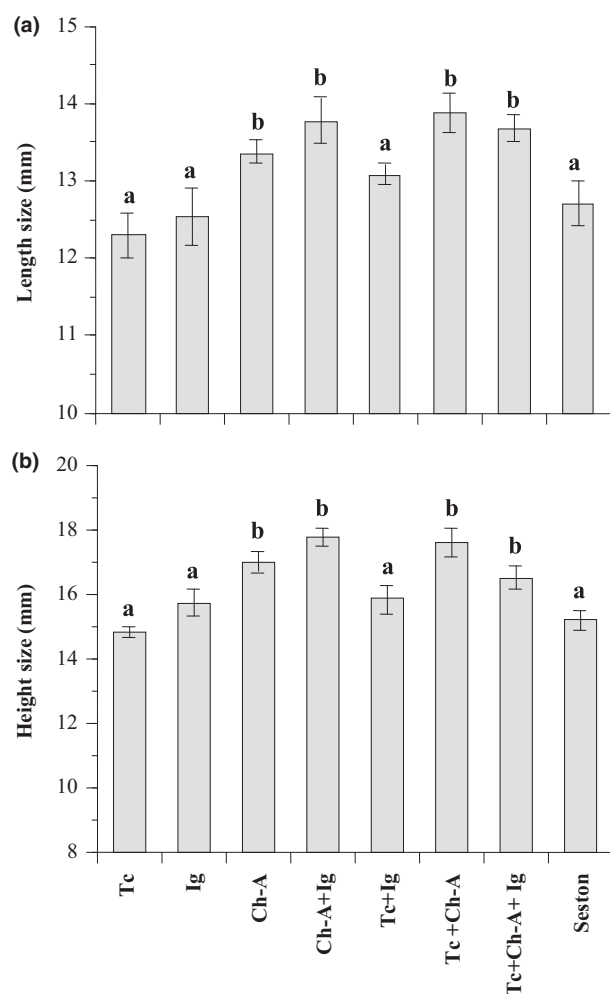 (a)
15
14
13
12
11
10
Length size (mm)
a
a
b
b
a
b
b
a
(b)
20
18
16
14
12
10
8
Height size (mm)
a
a
b
b
a
b
b
a
Tc
Ig
Ch-A
Ch-A+Ig
Tc+Ig
Tc+Ch-A
Tc+Ch-A+ Ig
Seston